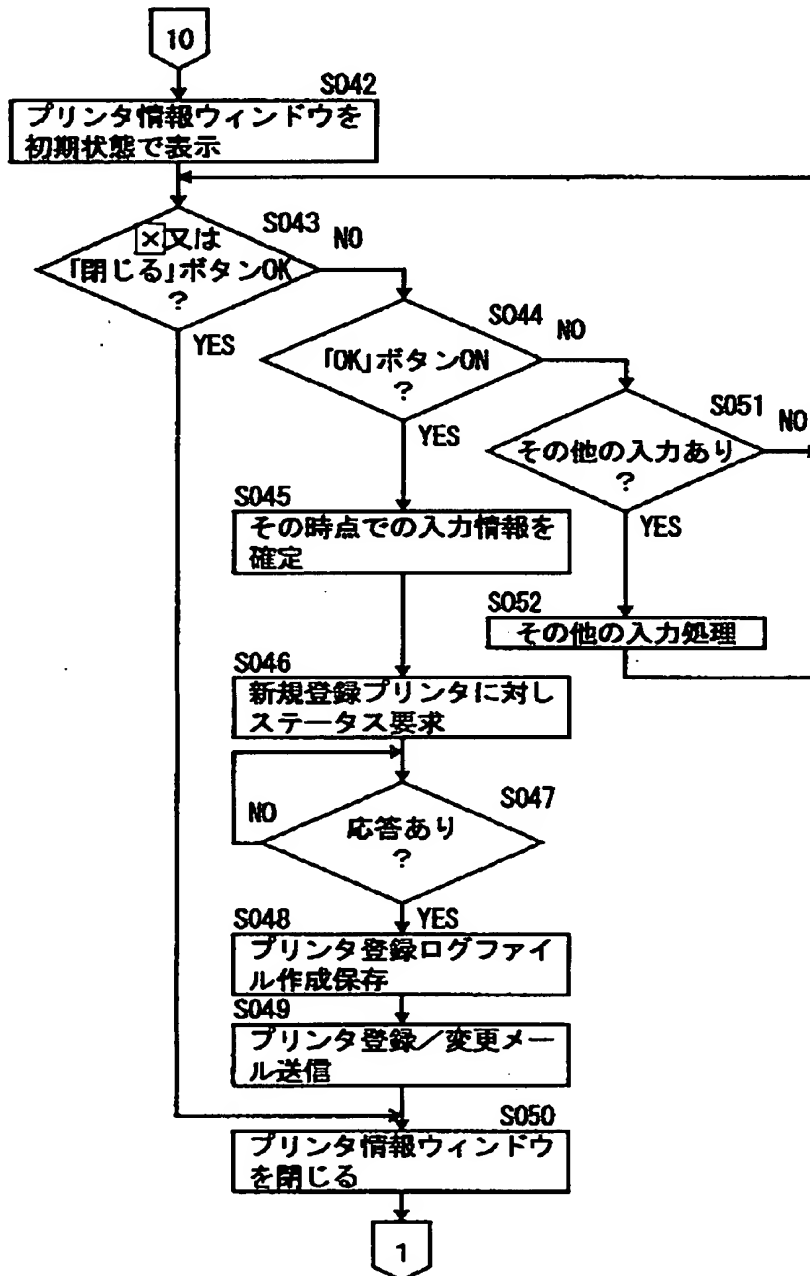 10
S042
プリンタ情報ウィンドウを
初期状態で表示
S043
NO
×又は
「閉じる」ボタンOK
?
YES
S044
NO
「OK」ボタンON
?
YES
S051
NO
その他の入力あり
?
YES
S045
その時点での入力情報を
確定
S052
その他の入力処理
S046
新規登録プリンタに対し
ステータス要求
S047
NO
応答あり
?
YES
S048
プリンタ登録ログファイ
ル作成保存
S049
プリンタ登録/変更メー
ル送信
S050
プリンタ情報ウィンドウ
を閉じる
1